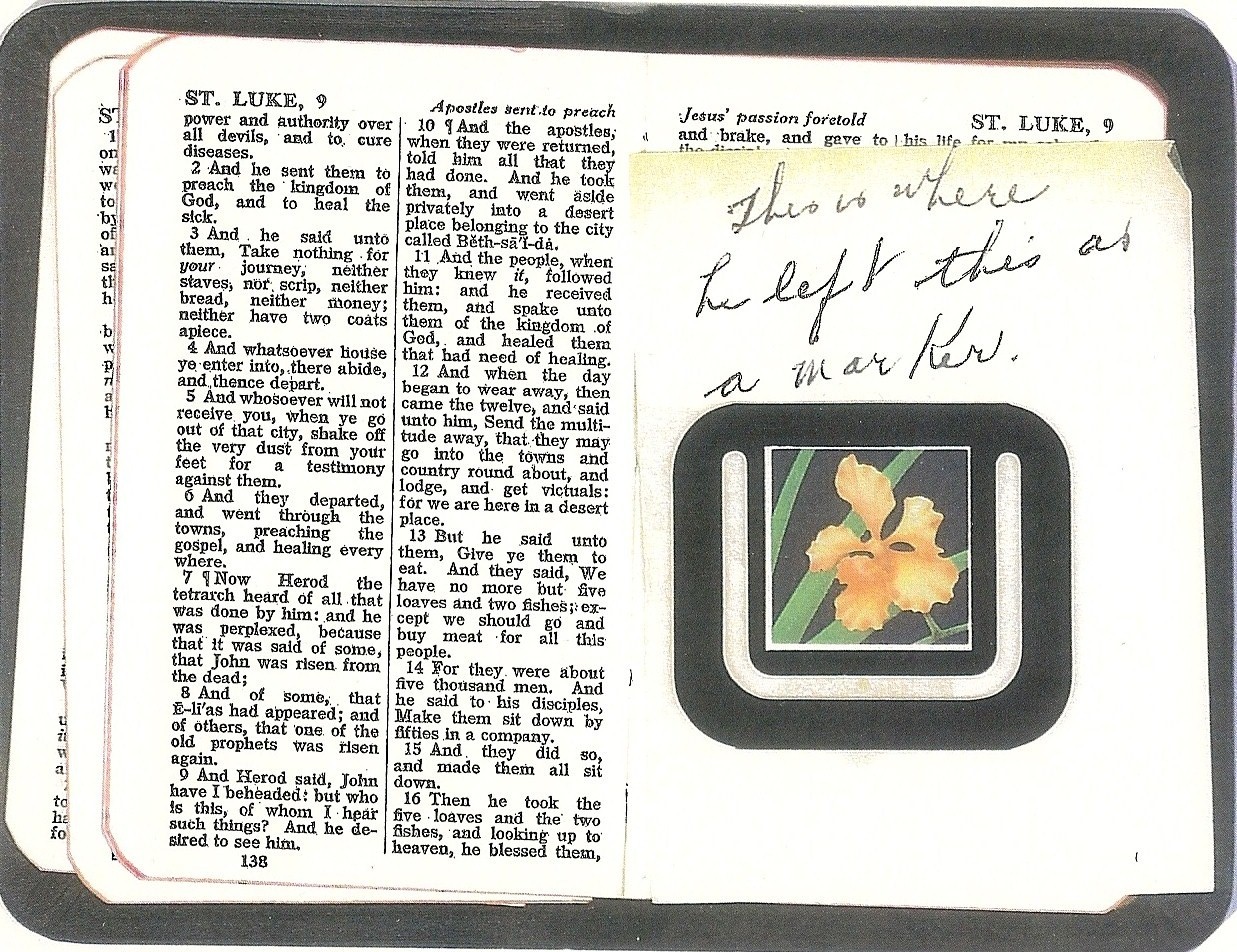 ST. LUKE, 9
power and authority over
all devils, and to cure
diseases.
2 And he sent them to
preach the kingdom of
God, and to heal the
sick.
3 And he said unto
them, Take nothing for
your journey, neither
staves, nor scrip, neither
bread, neither money;
neither have two coats
apiece.
4 And whatsoever house
ye enter into, there abide,
and thence depart.
5 And whosoever will not
receive you, when ye go
out of that city, shake off
the very dust from your
feet for a testimony
against them.
6 And they departed,
and went through the
towns, preaching the
gospel, and healing every
where.
7 ¶ Now Herod the
tetrarch heard of all that
was done by him: and he
was perplexed, because
that it was said of some,
that John was risen from
the dead;
8 And of some, that
Ē-lī'as had appeared; and
of others, that one of the
old prophets was risen
again.
9 And Herod said, John
have I beheaded: but who
is this, of whom I hear
such things? And he de-
sired to see him.
138
Apostles sent to preach
10 ¶ And the apostles,
when they were returned,
told him all that they
had done. And he took
them, and went aside
privately into a desert
place belonging to the city
called Bĕth-sā'ĭ-dȧ.
11 And the people, when
they knew it, followed
him: and he received
them, and spake unto
them of the kingdom of
God, and healed them
that had need of healing.
12 And when the day
began to wear away, then
came the twelve, and said
unto him, Send the multi-
tude away, that they may
go into the towns and
country round about, and
lodge, and get victuals:
for we are here in a desert
place.
13 But he said unto
them, Give ye them to
eat. And they said, We
have no more but five
loaves and two fishes; ex-
cept we should go and
buy meat for all this
people.
14 For they were about
five thousand men. And
he said to his disciples,
Make them sit down by
fifties in a company.
15 And they did so,
and made them all sit
down.
16 Then he took the
five loaves and the two
fishes, and looking up to
heaven, he blessed them,
Jesus' passion foretold
ST. LUKE, 9
and brake, and gave to
his life for my
This is where
he left this as
a marker.